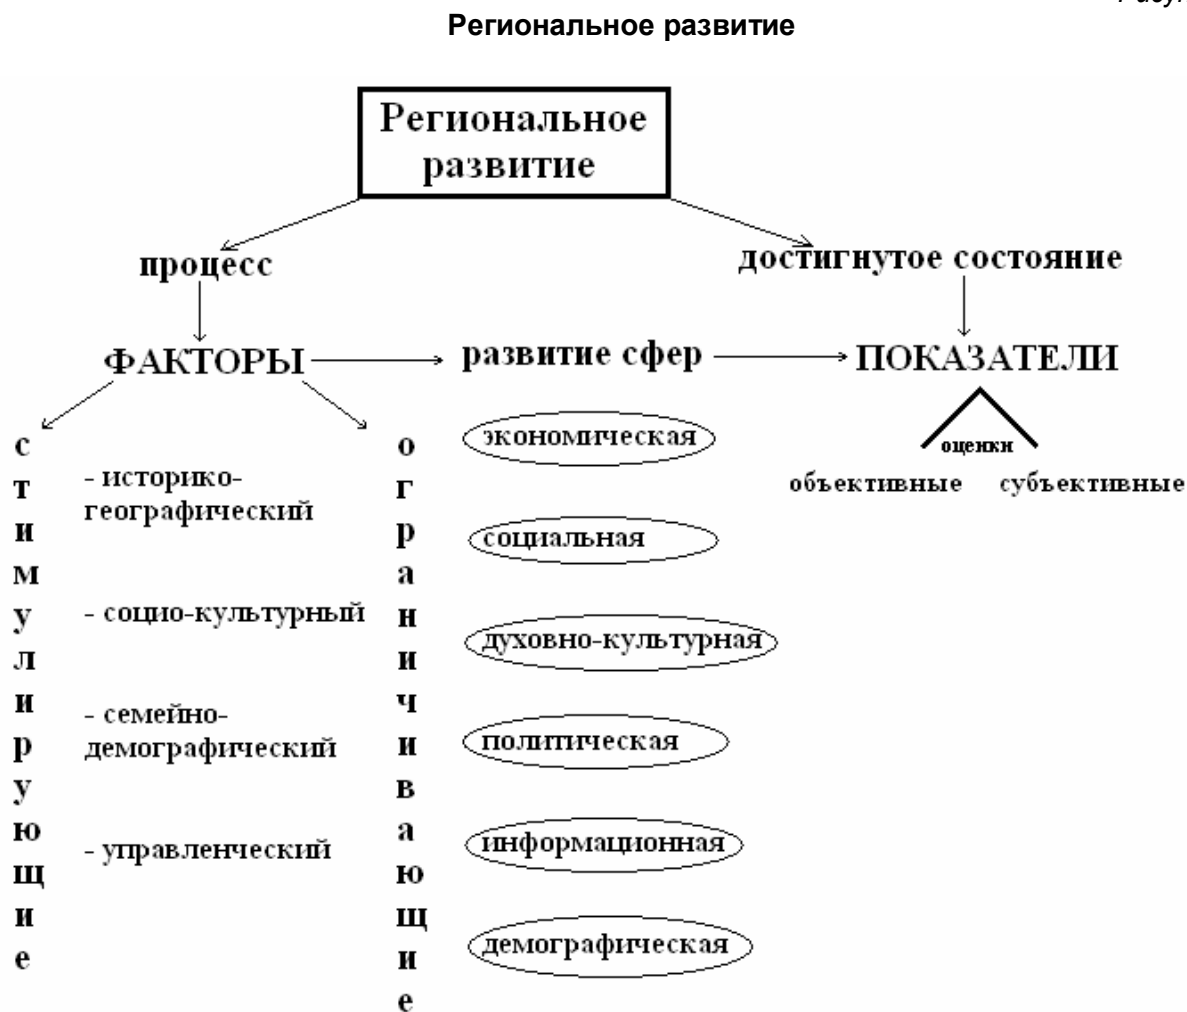 Региональное развитие
Региональное
развитие
процесс
достигнутое состояние
ФАКТОРЫ
развитие сфер
ПОКАЗАТЕЛИ
оценки
объективные
субъективные
стимулирующие
- историко-
географический
- социо-культурный
- семейно-
демографический
- управленческий
ограничивающие
экономическая
социальная
духовно-культурная
политическая
информационная
демографическая